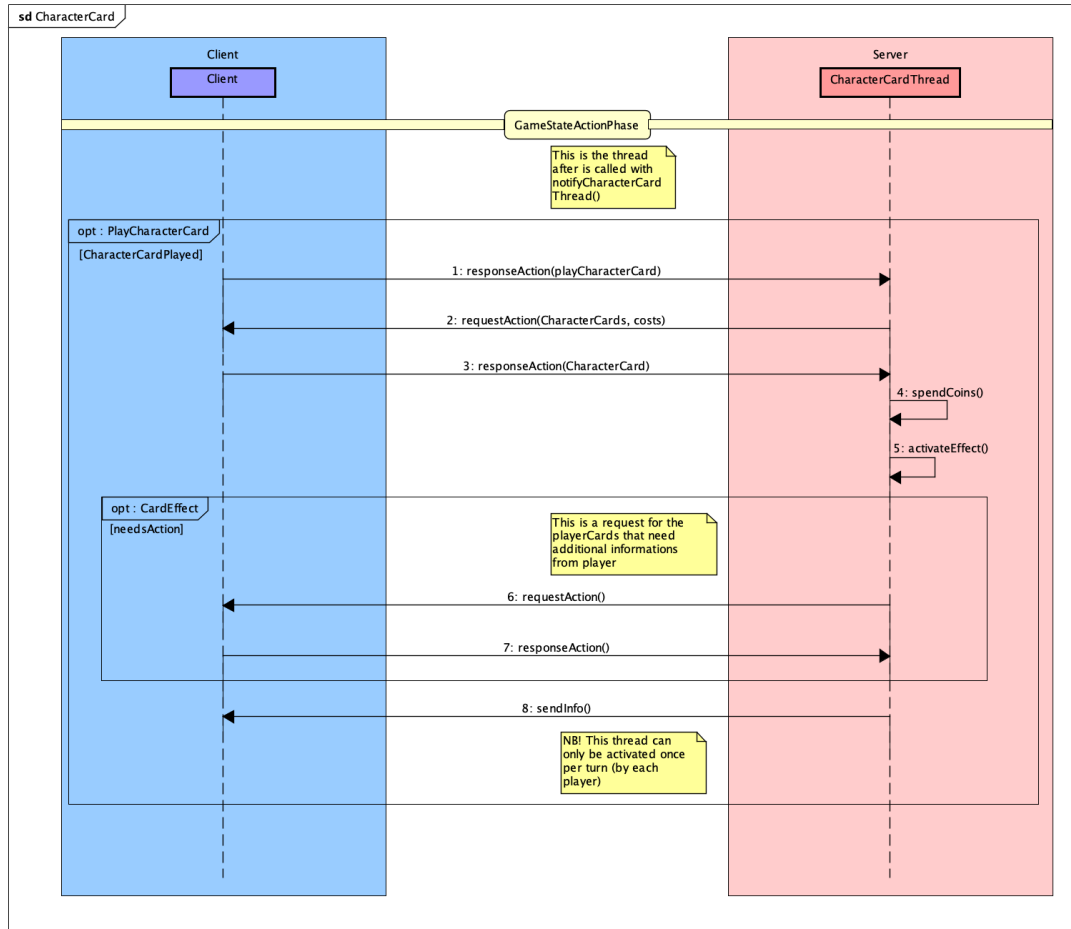 sd CharacterCard
Client
Server
Client
CharacterCardThread
GameStateActionPhase
This is the thread
after is called with
notifyCharacterCard
Thread()
opt : PlayCharacterCard
[CharacterCardPlayed]
1: responseAction(playCharacterCard)
2: requestAction(CharacterCards, costs)
3: responseAction(CharacterCard)
4: spendCoins()
5: activateEffect()
opt : CardEffect
[needsAction]
This is a request for the
playerCards that need
additional informations
from player
6: requestAction()
7: responseAction()
8: sendInfo()
NB! This thread can
only be activated once
per turn (by each
player)